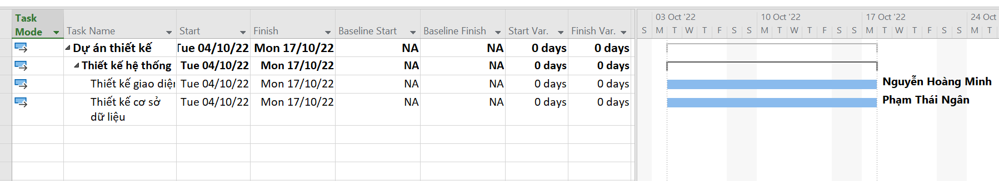 Task Mode Task Name Start Finish Baseline Start Baseline Finish Start Var. Finish Var.
03 Oct '22 10 Oct '22 17 Oct '22 24 Oct
S M T W T F S S M T W T F S S M T W T F S S M T
Dự án thiết kế Tue 04/10/22 Mon 17/10/22 NA NA 0 days 0 days
Thiết kế hệ thống Tue 04/10/22 Mon 17/10/22 NA NA 0 days 0 days
Thiết kế giao diện Tue 04/10/22 Mon 17/10/22 NA NA 0 days 0 days Nguyễn Hoàng Minh
Thiết kế cơ sở Tue 04/10/22 Mon 17/10/22 NA NA 0 days 0 days Phạm Thái Ngân
dữ liệu